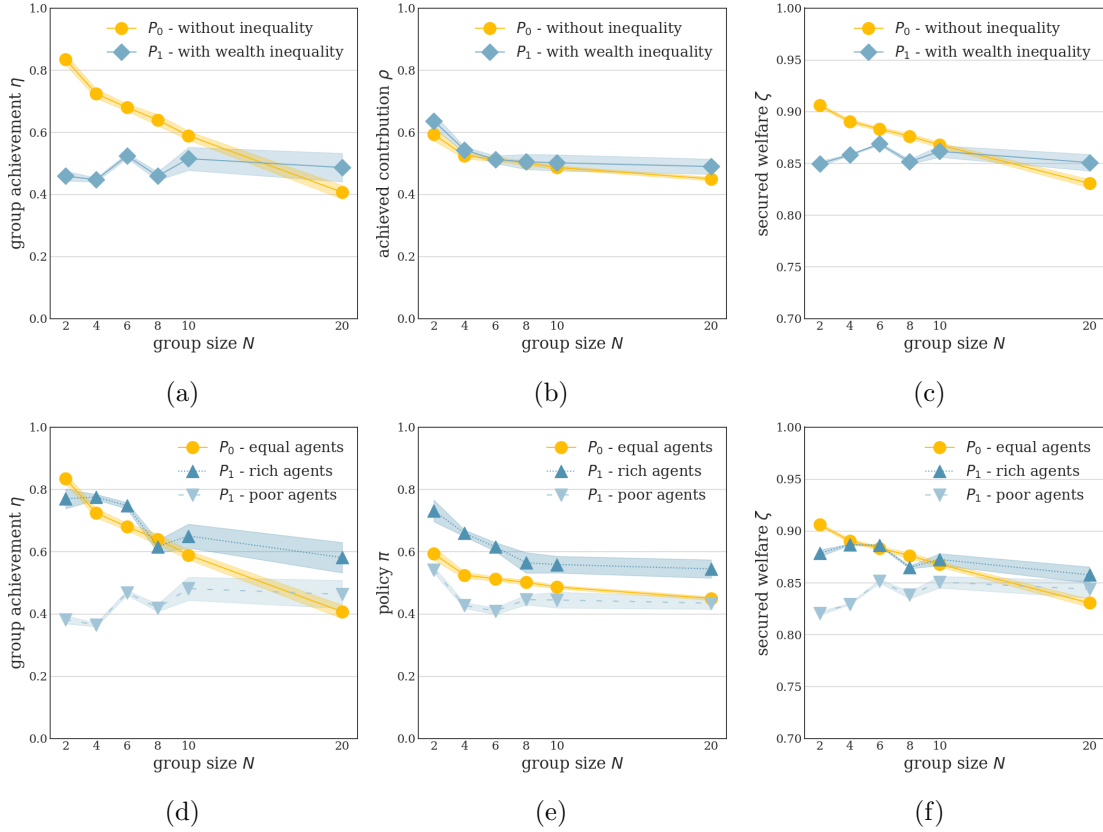 1.0
0.8
0.6
0.4
0.2
0.0
group achievement η
P0 - without inequality
P1 - with wealth inequality
2 4 6 8 10 20
group size N
(a)
1.0
0.8
0.6
0.4
0.2
0.0
achieved contribution ρ
P0 - without inequality
P1 - with wealth inequality
2 4 6 8 10 20
group size N
(b)
1.00
0.95
0.90
0.85
0.80
0.75
0.70
secured welfare ζ
P0 - without inequality
P1 - with wealth inequality
2 4 6 8 10 20
group size N
(c)
1.0
0.8
0.6
0.4
0.2
0.0
group achievement η
P0 - equal agents
P1 - rich agents
P1 - poor agents
2 4 6 8 10 20
group size N
(d)
1.0
0.8
0.6
0.4
0.2
0.0
policy π
P0 - equal agents
P1 - rich agents
P1 - poor agents
2 4 6 8 10 20
group size N
(e)
1.00
0.95
0.90
0.85
0.80
0.75
0.70
secured welfare ζ
P0 - equal agents
P1 - rich agents
P1 - poor agents
2 4 6 8 10 20
group size N
(f)